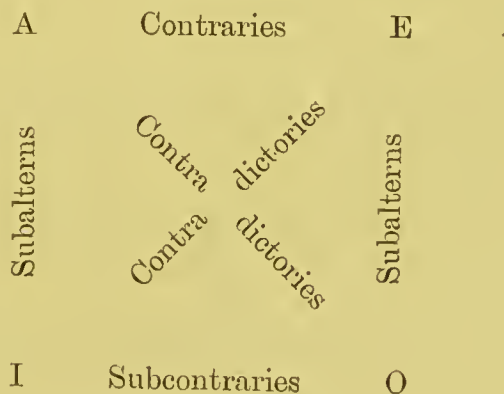 A Contraries E
Subalterns
Contra dictories
Contra dictories
Subalterns
I Subcontraries O